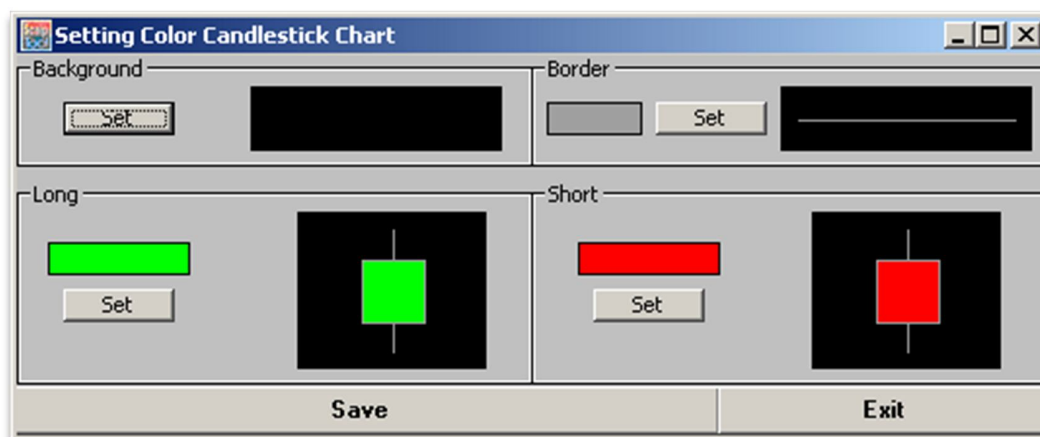 Setting Color Candlestick Chart
Background
Border
Set
Set
Long
Short
Set
Set
Save
Exit